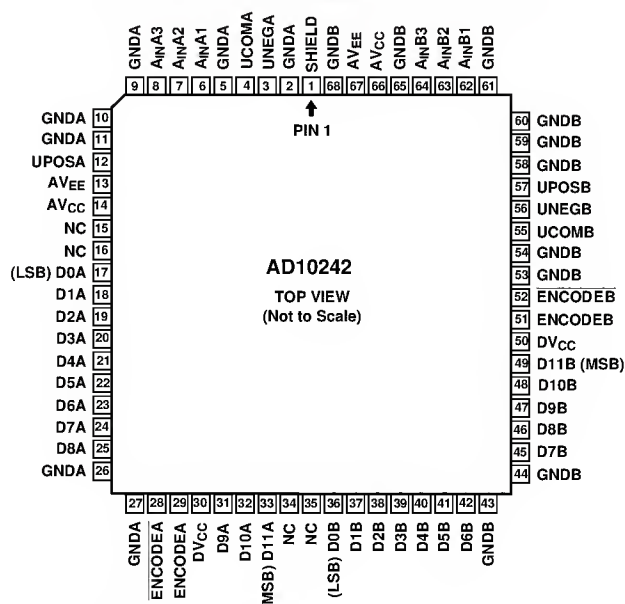 GNDA
AINA3
AINA2
AINA1
GNDA
UCOMA
UNEGA
GNDA
SHIELD
GNDB
AVEE
AVCC
GNDB
AINB3
AINB2
AINB1
GNDB
9 8 7 6 5 4 3 2 1 68 67 66 65 64 63 62 61
PIN 1
GNDA 10
GNDA 11
UPOSA 12
AVEE 13
AVCC 14
NC 15
NC 16
(LSB) D0A 17
D1A 18
D2A 19
D3A 20
D4A 21
D5A 22
D6A 23
D7A 24
D8A 25
GNDA 26
AD10242
TOP VIEW
(Not to Scale)
60 GNDB
59 GNDB
58 GNDB
57 UPOSB
56 UNEGB
55 UCOMB
54 GNDB
53 GNDB
52 ENCODEB
51 ENCODEB
50 DVCC
49 D11B (MSB)
48 D10B
47 D9B
46 D8B
45 D7B
44 GNDB
27 28 29 30 31 32 33 34 35 36 37 38 39 40 41 42 43
GNDA
ENCODEA
ENCODEA
DVCC
D9A
D10A
MSB) D11A
NC
NC
(LSB) D0B
D1B
D2B
D3B
D4B
D5B
D6B
GNDB